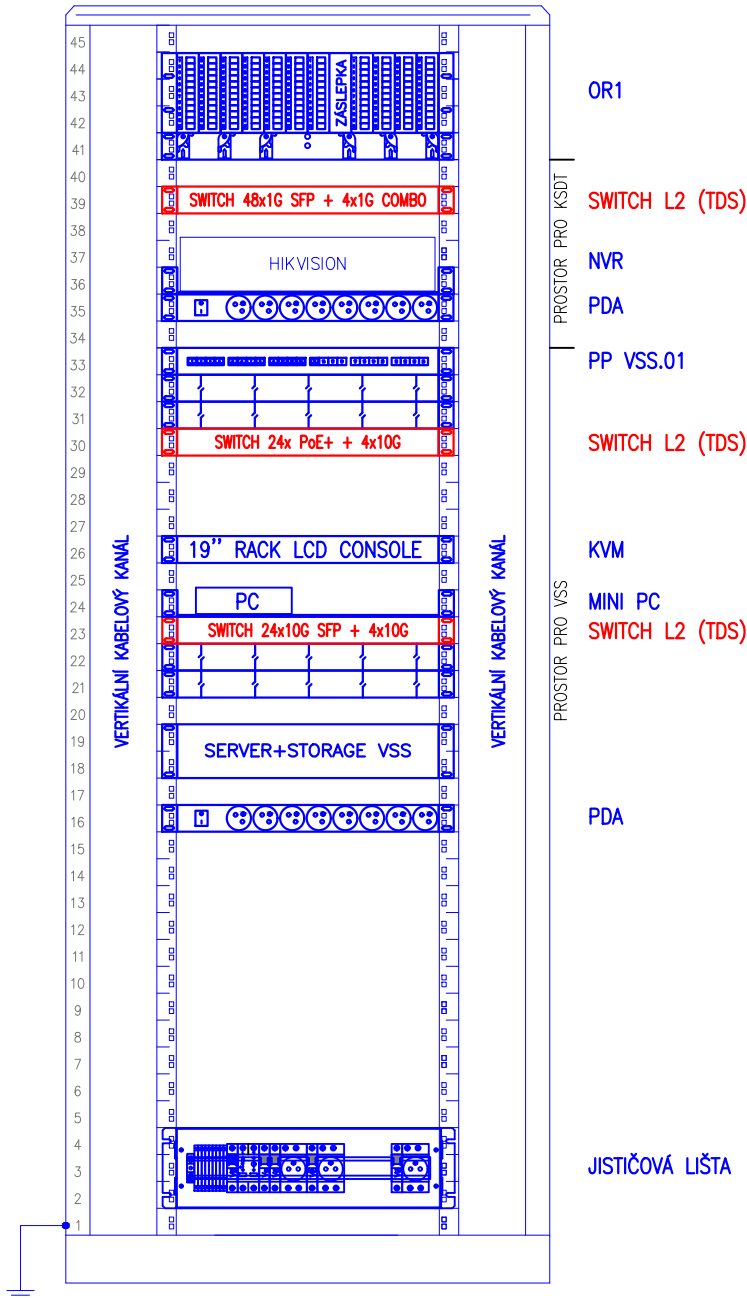 45
44
43
42
41
ZÁSLEPKA
OR1
40
39
SWITCH 48x1G SFP + 4x1G COMBO
SWITCH L2 (TDS)
38
37
HIKVISION
NVR
36
35
PDA
34
PROSTOR PRO KSDT
33
PP VSS.01
32
31
30
SWITCH 24x PoE+ + 4x10G
SWITCH L2 (TDS)
29
28
27
26
19'' RACK LCD CONSOLE
KVM
25
24
PC
MINI PC
23
SWITCH 24x10G SFP + 4x10G
SWITCH L2 (TDS)
22
21
VERTIKÁLNÍ KABELOVÝ KANÁL
VERTIKÁLNÍ KABELOVÝ KANÁL
PROSTOR PRO VSS
20
19
18
SERVER+STORAGE VSS
17
16
PDA
15
14
13
12
11
10
9
8
7
6
5
4
3
JISTIČOVÁ LIŠTA
2
1